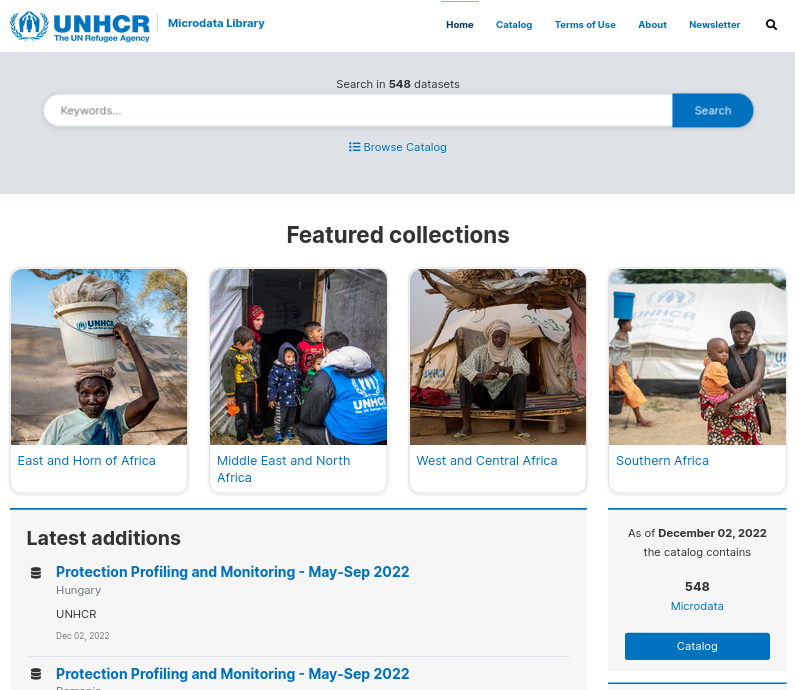 UNHCR
The UN Refugee Agency
Microdata Library
Home
Catalog
Terms of Use
About
Newsletter
Search in 548 datasets
Keywords...
Search
Browse Catalog
Featured collections
UNHCR
UNHCR
UNHCR
East and Horn of Africa
Middle East and North
Africa
West and Central Africa
Southern Africa
Latest additions
Protection Profiling and Monitoring - May-Sep 2022
Hungary
UNHCR
Dec 02, 2022
Protection Profiling and Monitoring - May-Sep 2022
Romania
As of December 02, 2022
the catalog contains
548
Microdata
Catalog